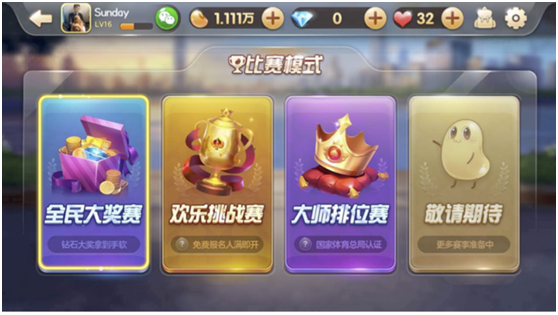 Sunday
LV16
1.111万
0
32
比赛模式
全民大奖赛
钻石大奖拿到手软
欢乐挑战赛
? 免费报名人满即开
大师排位赛
? 国家体育总局认证
敬请期待
更多赛事准备中